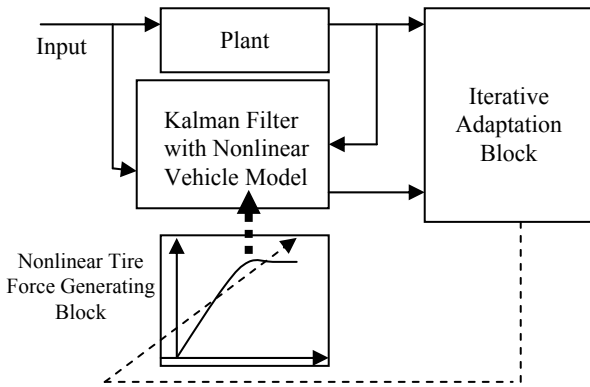 Input
Plant
Kalman Filter
with Nonlinear
Vehicle Model
Iterative
Adaptation
Block
Nonlinear Tire
Force Generating
Block